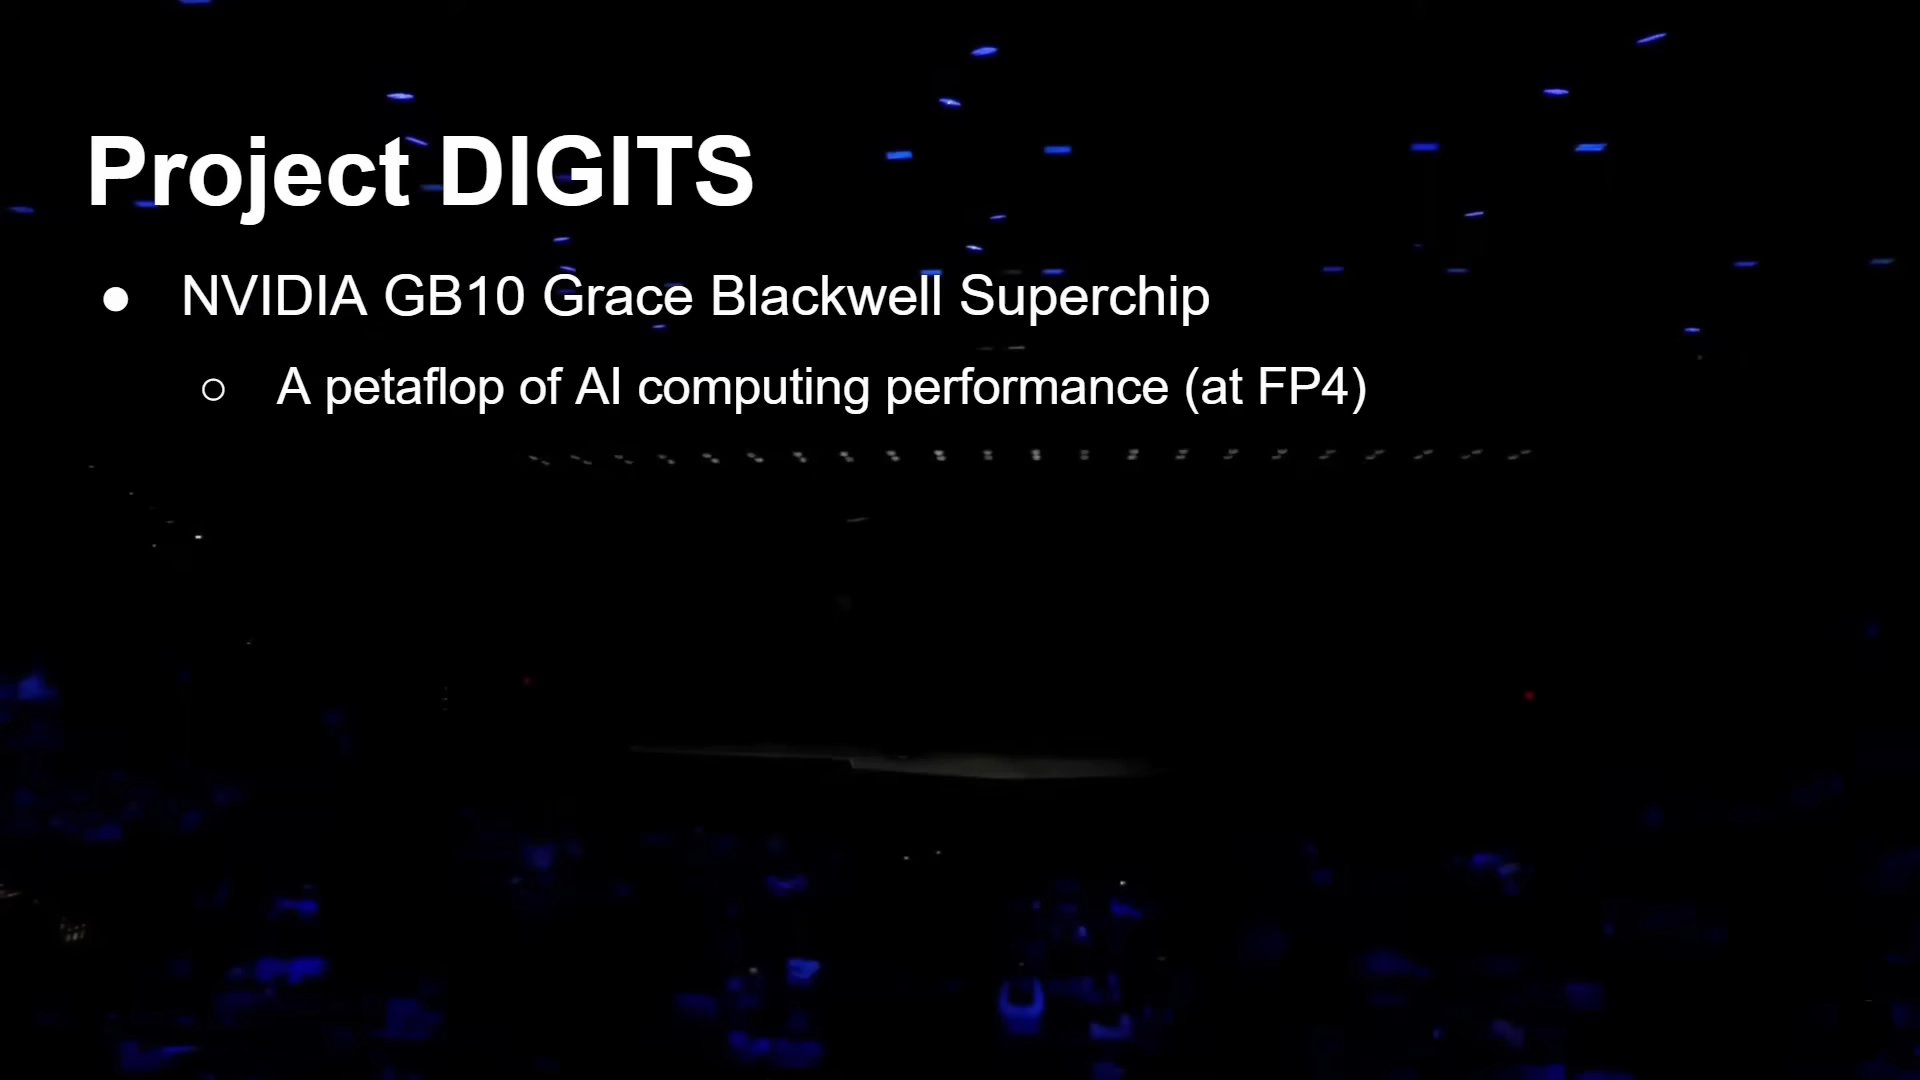 Project DIGITS
● NVIDIA GB10 Grace Blackwell Superchip
○ A petaflop of AI computing performance (at FP4)